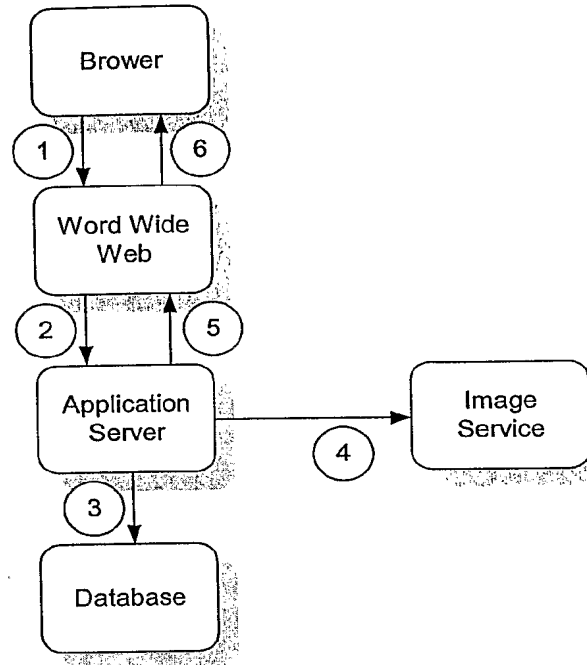 Brower
1
6
Word Wide
Web
2
5
Application
Server
Image
Service
4
3
Database